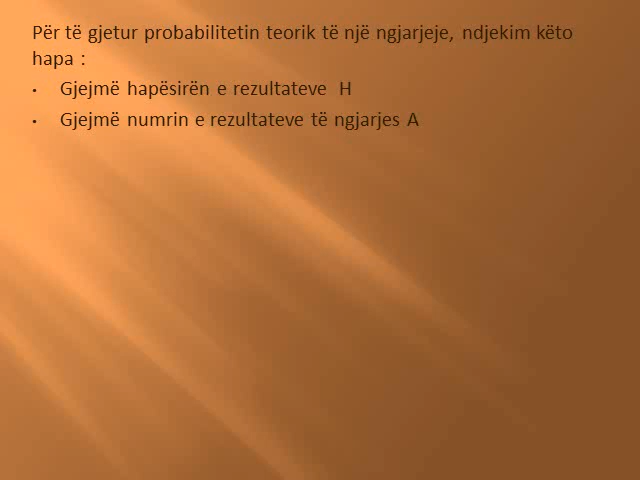 Për të gjetur probabilitetin teorik të një ngjarjeje, ndjekim këto
hapa :
• Gjejmë hapësirën e rezultateve H
• Gjejmë numrin e rezultateve të ngjarjes A